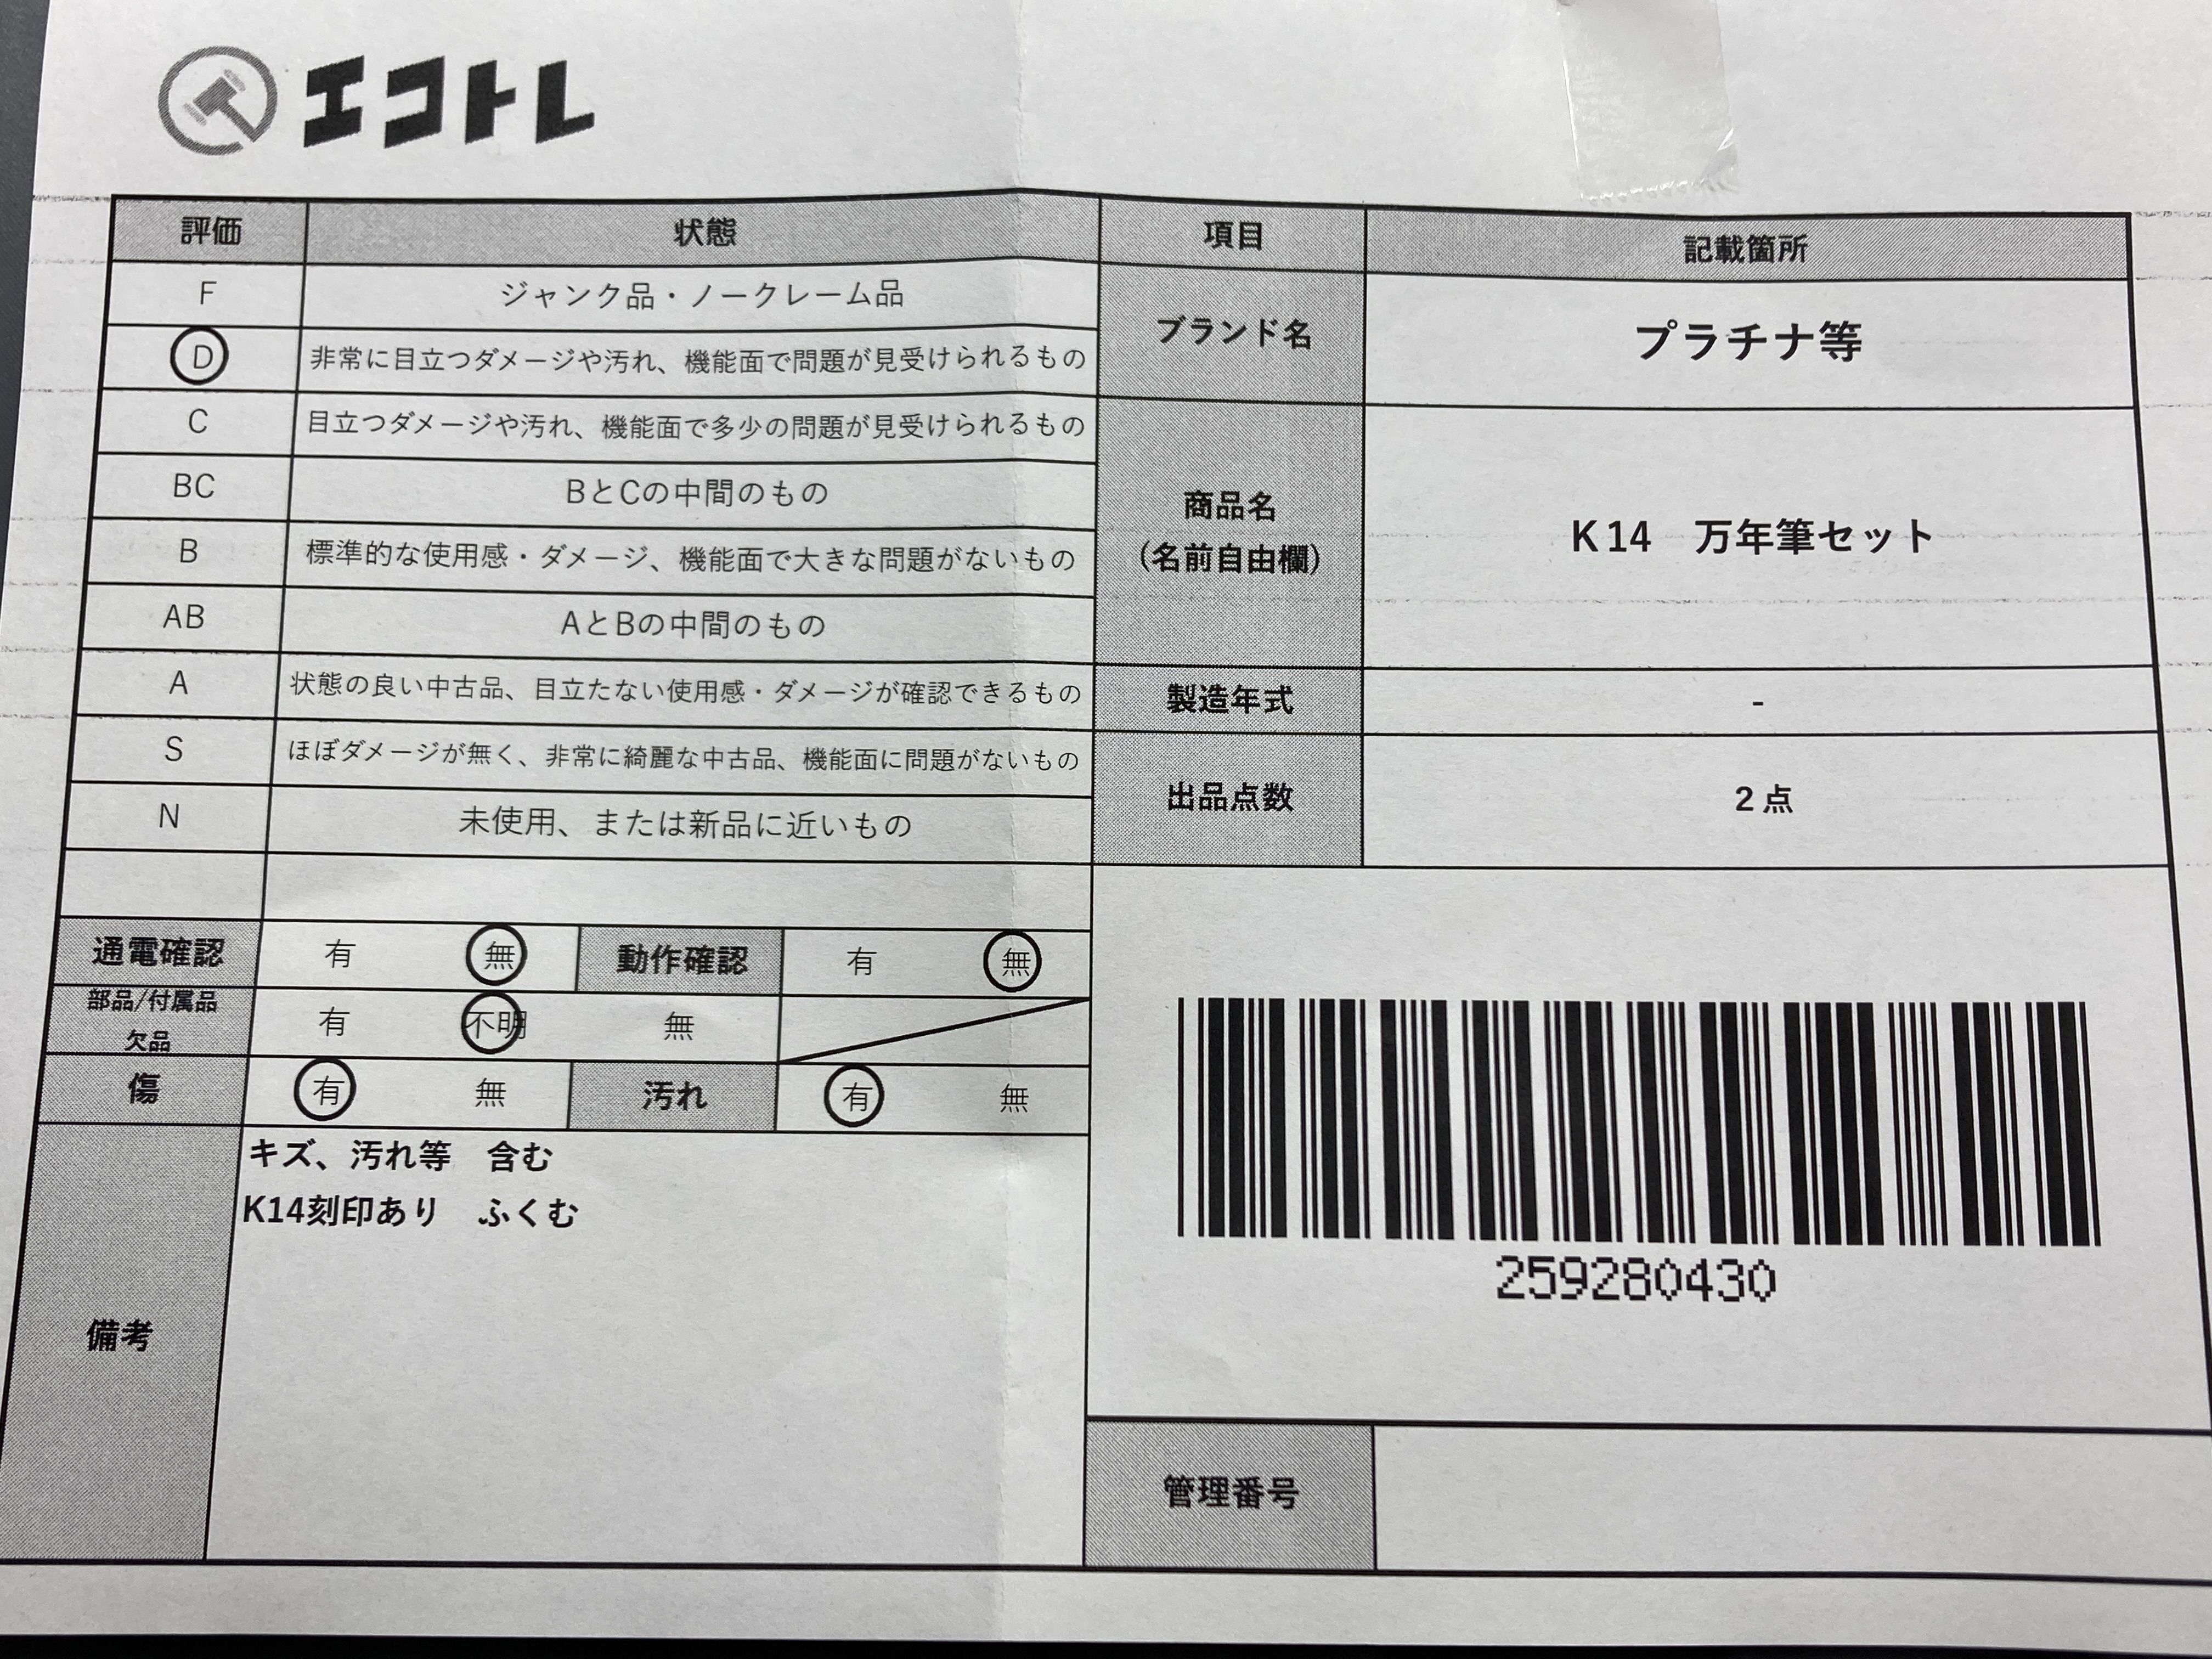 エコトレ
評価 状態
F ジャンク品・ノークレーム品
D 非常に目立つダメージや汚れ、機能面で問題が見受けられるもの
C 目立つダメージや汚れ、機能面で多少の問題が見受けられるもの
BC BとCの中間のもの
B 標準的な使用感・ダメージ、機能面で大きな問題がないもの
AB AとBの中間のもの
A 状態の良い中古品、目立たない使用感・ダメージが確認できるもの
S ほぼダメージが無く、非常に綺麗な中古品、機能面に問題がないもの
N 未使用、または新品に近いもの
通電確認 有 無 動作確認 有 無
部品/付属品
欠品 有 不明 無
傷 有 無 汚れ 有 無
備考
キズ、汚れ等 含む
K14刻印あり ふくむ
項目 記載箇所
ブランド名 プラチナ等
商品名
(名前自由欄) K14 万年筆セット
製造年式 -
出品点数 2点
259280430
管理番号